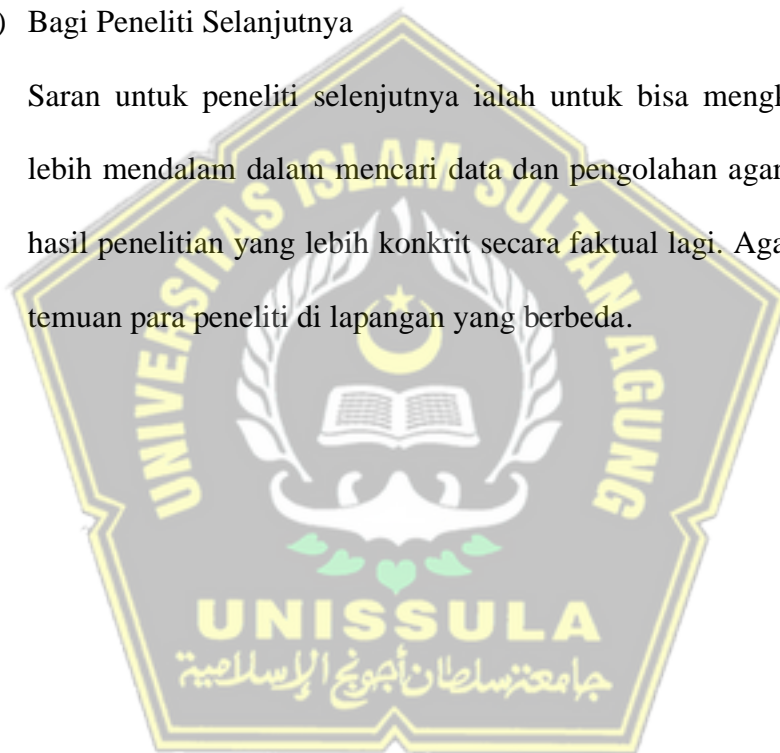 ) Bagi Peneliti Selanjutnya
Saran untuk peneliti selenjutnya ialah untuk bisa mengl
lebih mendalam dalam mencari data dan pengolahan agar
hasil penelitian yang lebih konkrit secara faktual lagi. Aga
temuan para peneliti di lapangan yang berbeda.
UNIVERSITAS ISLAM SULTAN AGUNG
UNISSULA
جامعتنسلطان أجونج الإسلامية